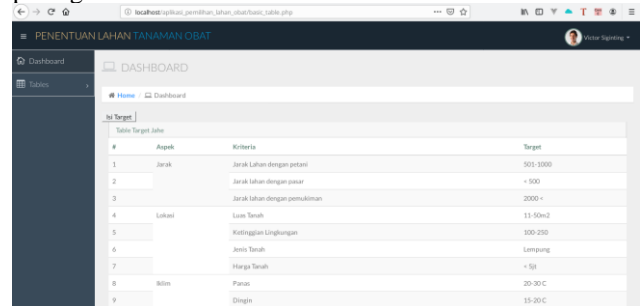 localhost/aplikasi_pemilihan_lahan_obat/basic_table.php
PENENTUAN LAHAN TANAMAN OBAT
Victor Siginting
Dashboard
Tables
DASHBOARD
Home / Dashboard
Isi Target
Table Target Jahe
# Aspek Kriteria Target
1 Jarak Jarak Lahan dengan petani 501-1000
2 Jarak lahan dengan pasar < 500
3 Jarak lahan dengan pemukiman 2000 <
4 Lokasi Luas Tanah 11-50m2
5 Ketinggian Lingkungan 100-250
6 Jenis Tanah Lempung
7 Harga Tanah < 5jt
8 Iklim Panas 20-30 C
9 Dingin 15-20 C